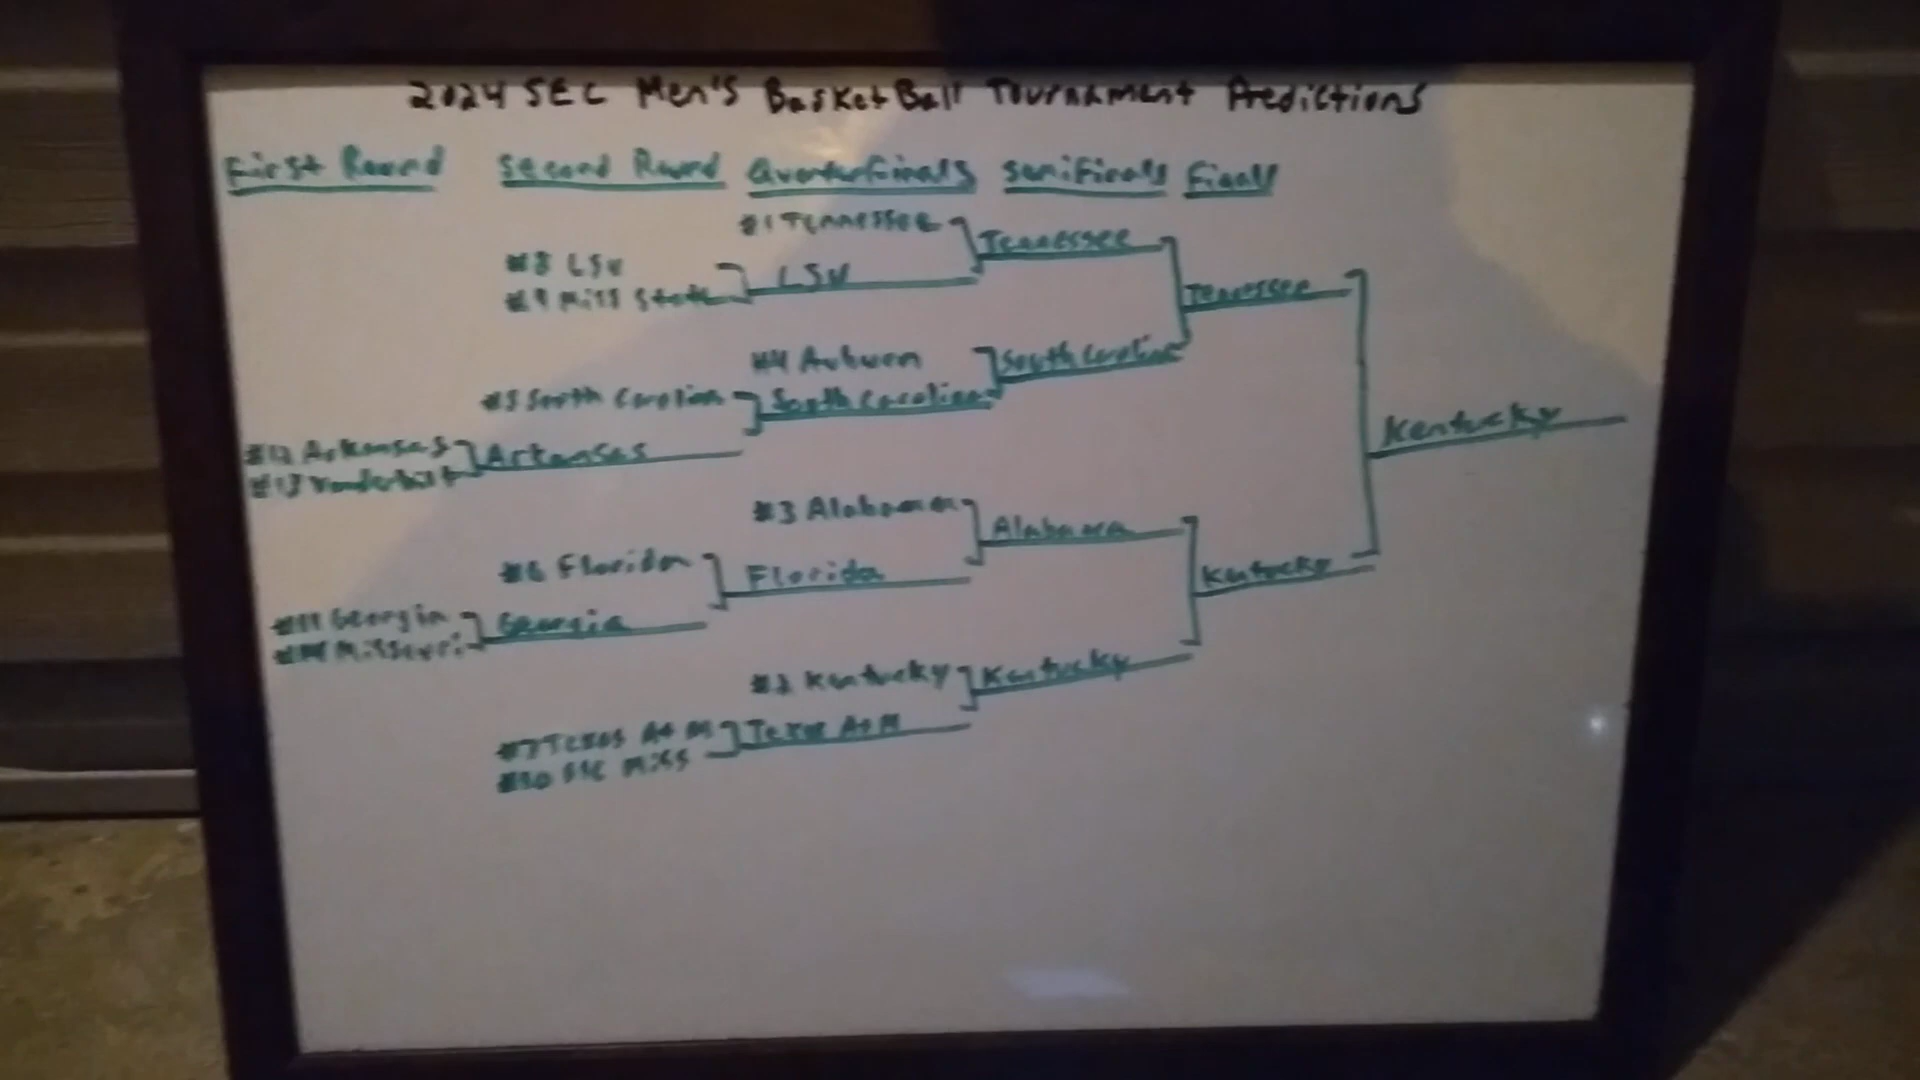 2024 SEC Men's BasketBall Tournament Predictions
First Round Second Round Quarterfinals Semifinals Finals
#1 Tennessee Tennessee
#8 LSU LSU Tennessee
#9 Miss State
#4 Auburn South Carolina
#5 South Carolina South Carolina
#12 Arkansas Arkansas Kentucky
#13 Vanderbilt
#3 Alabama Alabama
#6 Florida Florida Kentucky
#11 Georgia Georgia
#14 Missouri
#2 Kentucky Kentucky
#7 Texas A+M Texas A+M
#10 Miss